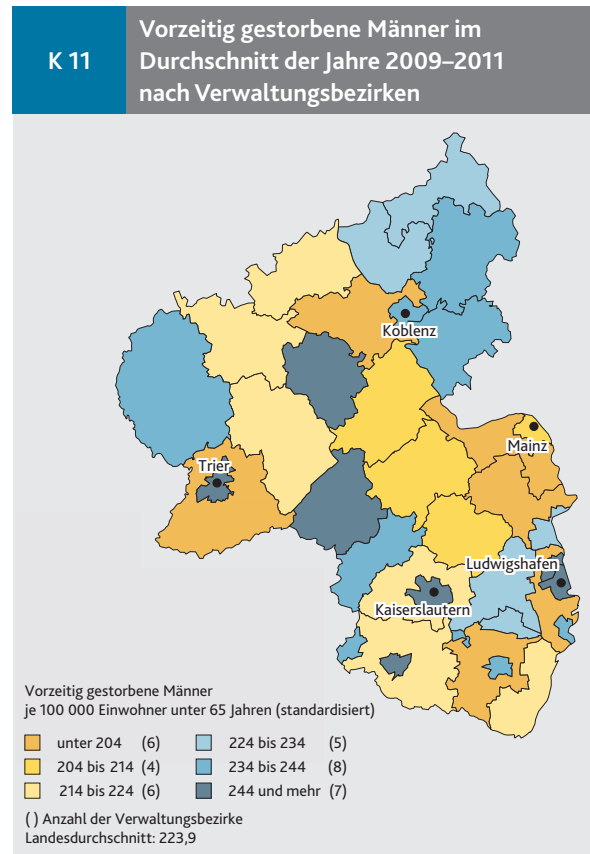 K 11
Vorzeitig gestorbene Männer im
Durchschnitt der Jahre 2009–2011
nach Verwaltungsbezirken
Koblenz
Mainz
Trier
Ludwigshafen
Kaiserslautern
Vorzeitig gestorbene Männer
je 100 000 Einwohner unter 65 Jahren (standardisiert)
unter 204 (6) 224 bis 234 (5)
204 bis 214 (4) 234 bis 244 (8)
214 bis 224 (6) 244 und mehr (7)
( ) Anzahl der Verwaltungsbezirke
Landesdurchschnitt: 223,9